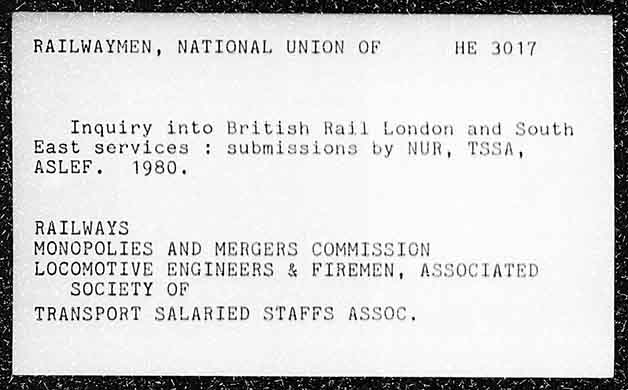 RAILWAYMEN, NATIONAL UNION OF HE 3017
Inquiry into British Rail London and South
East services : submissions by NUR, TSSA,
ASLEF. 1980.
RAILWAYS
MONOPOLIES AND MERGERS COMMISSION
LOCOMOTIVE ENGINEERS & FIREMEN, ASSOCIATED
SOCIETY OF
TRANSPORT SALARIED STAFFS ASSOC.